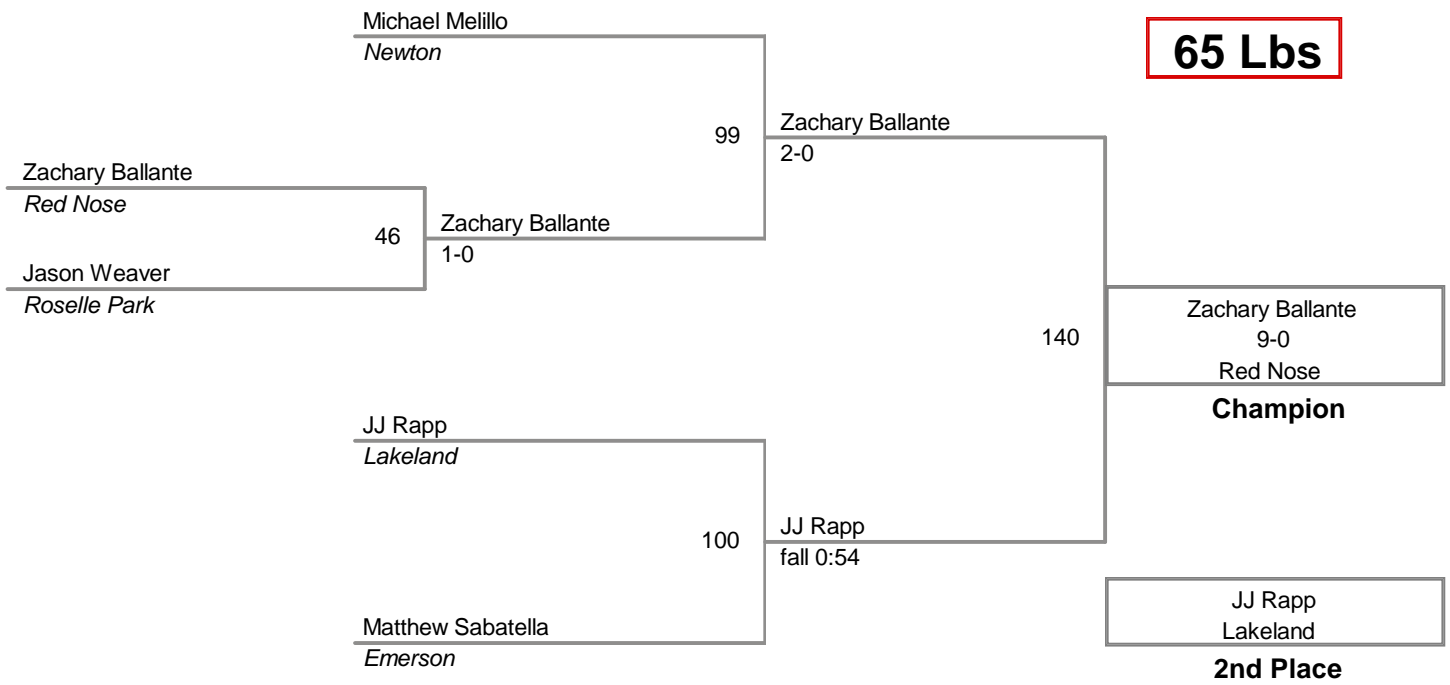 Michael Melillo
Newton
65 Lbs
99
Zachary Ballante
2-0
Zachary Ballante
Red Nose
46
Zachary Ballante
1-0
Jason Weaver
Roselle Park
140
Zachary Ballante
9-0
Red Nose
Champion
JJ Rapp
Lakeland
100
JJ Rapp
fall 0:54
Matthew Sabatella
Emerson
JJ Rapp
Lakeland
2nd Place